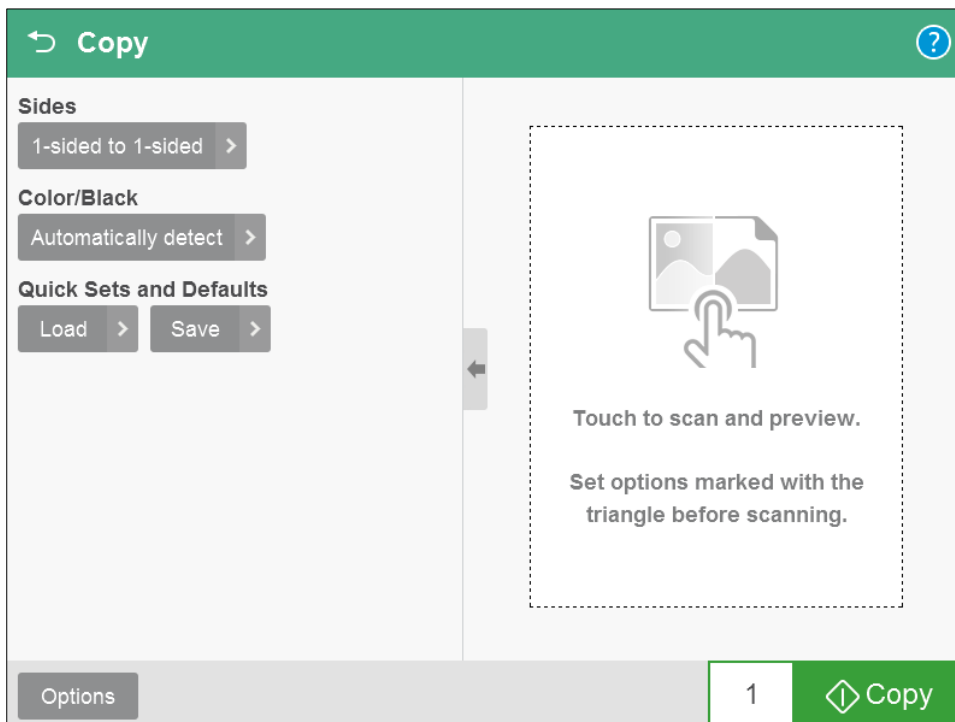 Copy
?
Sides
1-sided to 1-sided
Color/Black
Automatically detect
Quick Sets and Defaults
Load
Save
Touch to scan and preview.
Set options marked with the
triangle before scanning.
Options
1
Copy